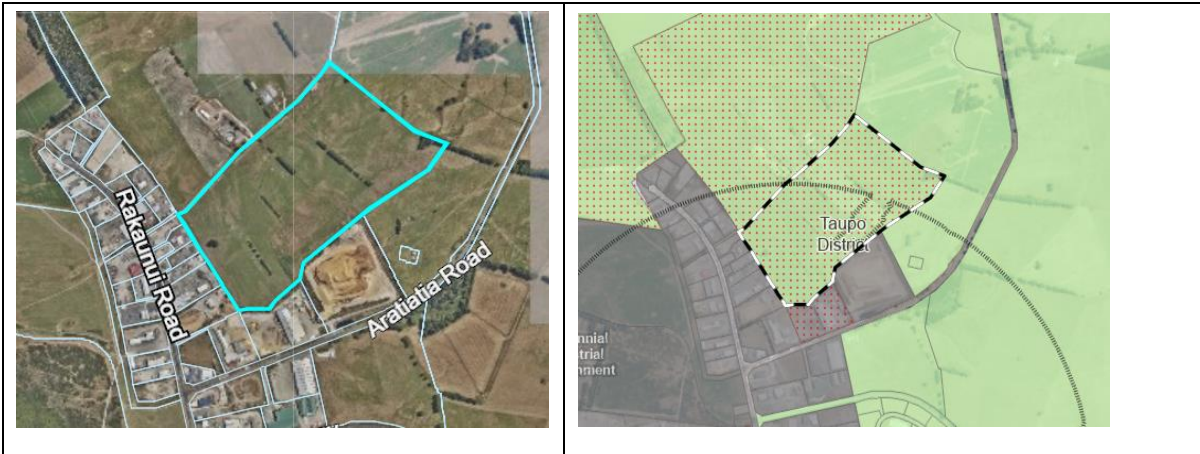 Rakaunui Road
Aratiatia Road
Taupo
District
nnial
strial
nment